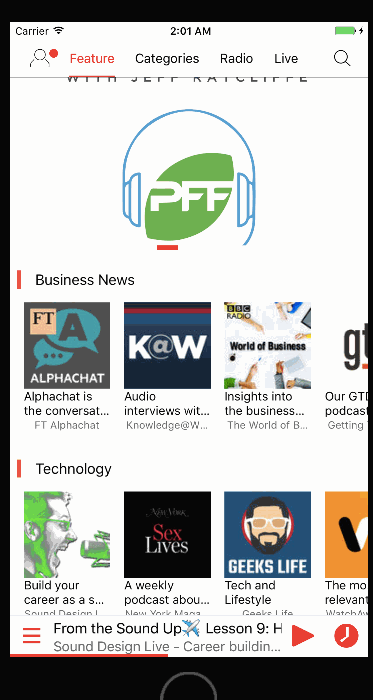 Carrier 2:01 AM
Feature Categories Radio Live
WITH JEFF RATCLIFFE
PFF
Business News
FT A
ALPHACHAT
K@W
BBC
RADIO
World of Business
gt
Alphachat is
the conversat...
FT Alphachat
Audio
interviews wit...
Knowledge@W...
Insights into
the business...
The World of B...
Our GTD
podcast
Getting
Technology
NEW YORK
Sex
Lives
GEEKS LIFE
Build your
career as a s...
Sound Design L...
A weekly
podcast abou...
New York Maga...
Tech and
Lifestyle
Geeks Life
The mo
relevant
WatchAw
From the Sound Up✈️ Lesson 9: H
Sound Design Live - Career buildin...